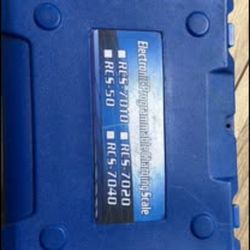 Electronic Programmable Charging Scale
RCS-7010 RCS-7020
RCS-50 RCS-7040